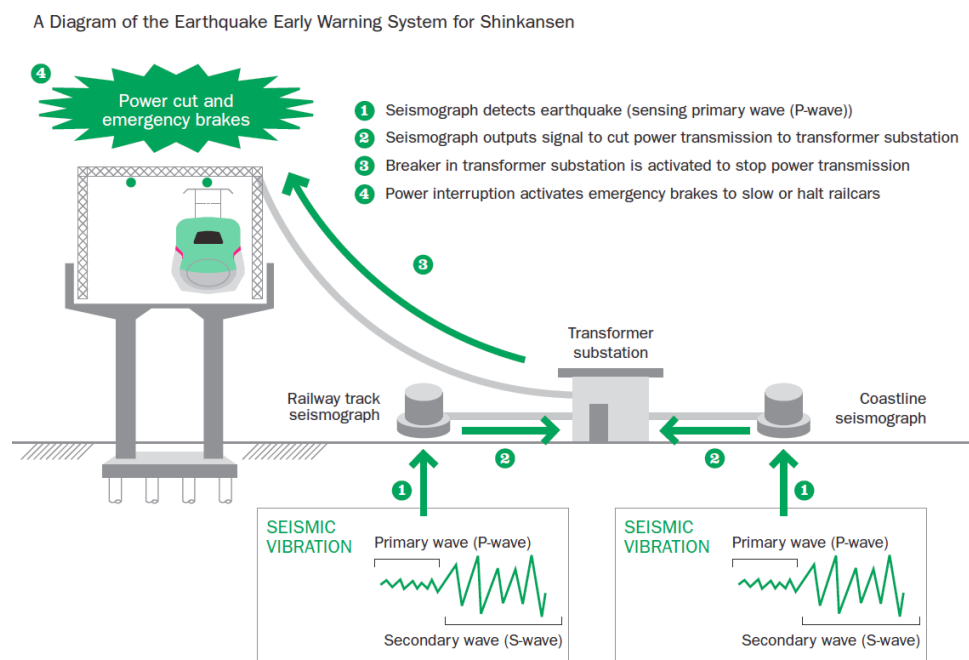 A Diagram of the Earthquake Early Warning System for Shinkansen
4
Power cut and
emergency brakes
1 Seismograph detects earthquake (sensing primary wave (P-wave))
2 Seismograph outputs signal to cut power transmission to transformer substation
3 Breaker in transformer substation is activated to stop power transmission
4 Power interruption activates emergency brakes to slow or halt railcars
3
Transformer
substation
Railway track
seismograph
Coastline
seismograph
2
2
1
1
SEISMIC
VIBRATION
Primary wave (P-wave)
Secondary wave (S-wave)
SEISMIC
VIBRATION
Primary wave (P-wave)
Secondary wave (S-wave)